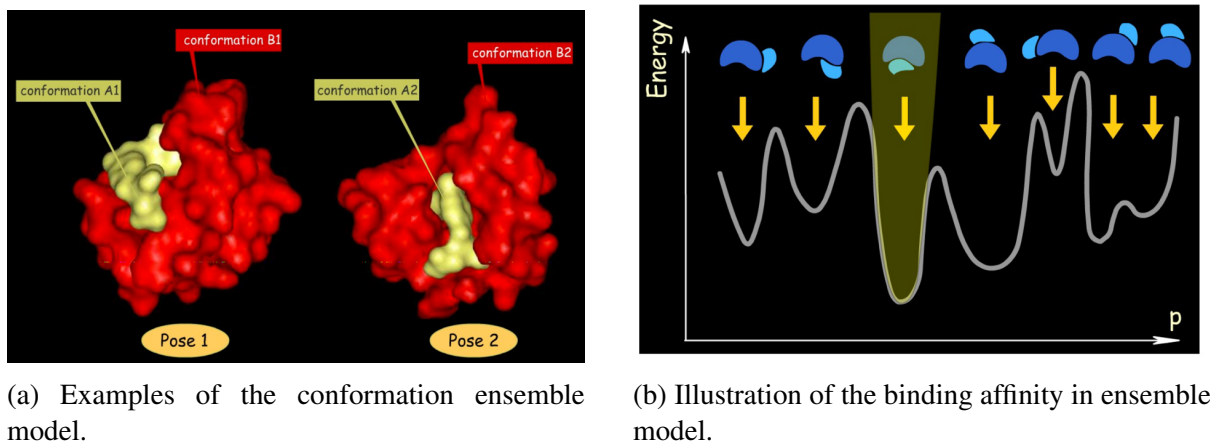 conformation B1
conformation A1
conformation B2
conformation A2
Pose 1
Pose 2
Energy
p
(a) Examples of the conformation ensemble
model.
(b) Illustration of the binding affinity in ensemble
model.